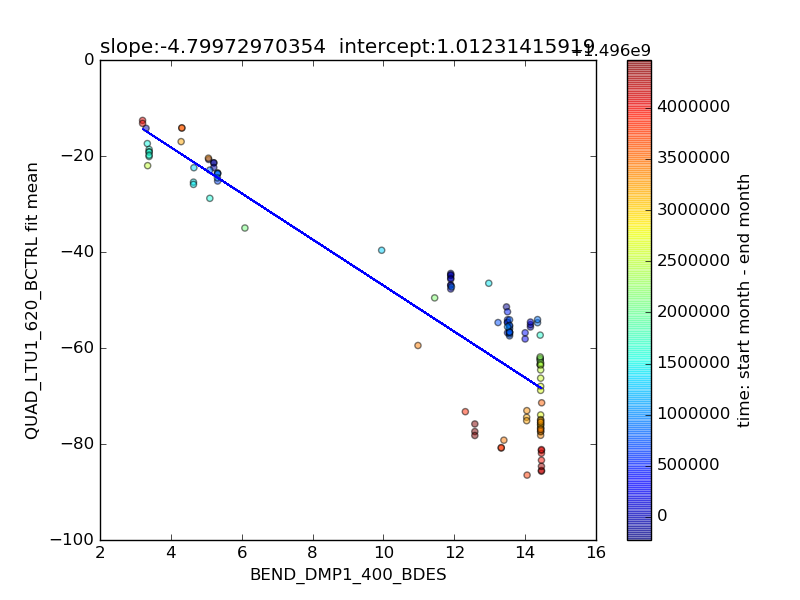 slope:-4.79972970354 intercept:1.01231415919
+1.496e9
0
−20
−40
−60
−80
−100
2 4 6 8 10 12 14 16
BEND_DMP1_400_BDES
QUAD_LTU1_620_BCTRL fit mean
4000000
3500000
3000000
2500000
2000000
1500000
1000000
500000
0
time: start month - end month